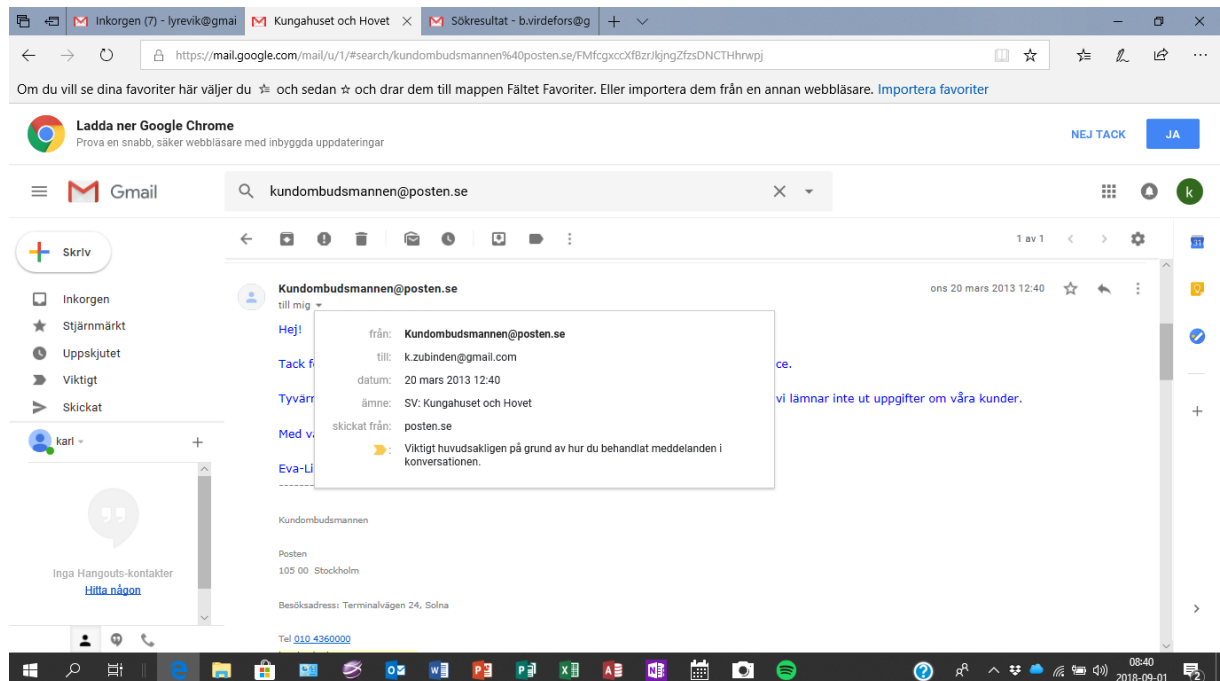 Inkorgen (7) - lyrevik@gmai
Kungahuset och Hovet
Sökresultat - b.virdefors@g
https://mail.google.com/mail/u/1/#search/kundombudsmannen%40posten.se/FMfcgxccXfBzrJkjngZfzsDNCTHhrwpj
Om du vill se dina favoriter här väljer du och sedan och drar dem till mappen Fältet Favoriter. Eller importera dem från en annan webbläsare. Importera favoriter
Ladda ner Google Chrome
Prova en snabb, säker webbläsare med inbyggda uppdateringar
NEJ TACK
JA
Gmail
kundombudsmannen@posten.se
k
Skriv
1 av 1
31
Inkorgen
Stjärnmärkt
Uppskjutet
Viktigt
Skickat
karl
Inga Hangouts-kontakter
Hitta någon
Kundombudsmannen@posten.se
ons 20 mars 2013 12:40
till mig
Hej!
Tack f
ce.
Tyvärr
vi lämnar inte ut uppgifter om våra kunder.
Med v
Eva-Li
från: Kundombudsmannen@posten.se
till: k.zubinden@gmail.com
datum: 20 mars 2013 12:40
ämne: SV: Kungahuset och Hovet
skickat från: posten.se
: Viktigt huvudsakligen på grund av hur du behandlat meddelanden i
konversationen.
--------
Kundombudsmannen
Posten
105 00 Stockholm
Besöksadress: Terminalvägen 24, Solna
Tel 010 4360000
08:40
2018-09-01